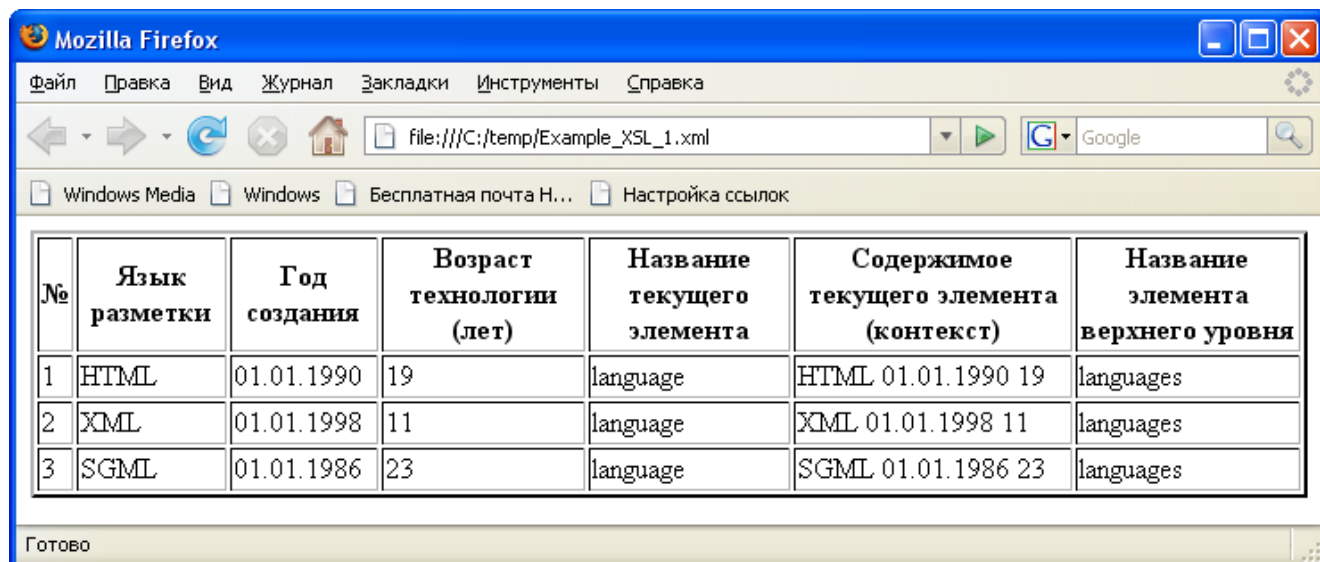 Mozilla Firefox
Файл Правка Вид Журнал Закладки Инструменты Справка
file:///C:/temp/Example_XSL_1.xml G Google
Windows Media Windows Бесплатная почта H... Настройка ссылок
№ Язык разметки Год создания Возраст технологии (лет) Название текущего элемента Содержимое текущего элемента (контекст) Название элемента верхнего уровня
1 HTML 01.01.1990 19 language HTML 01.01.1990 19 languages
2 XML 01.01.1998 11 language XML 01.01.1998 11 languages
3 SGML 01.01.1986 23 language SGML 01.01.1986 23 languages
Готово